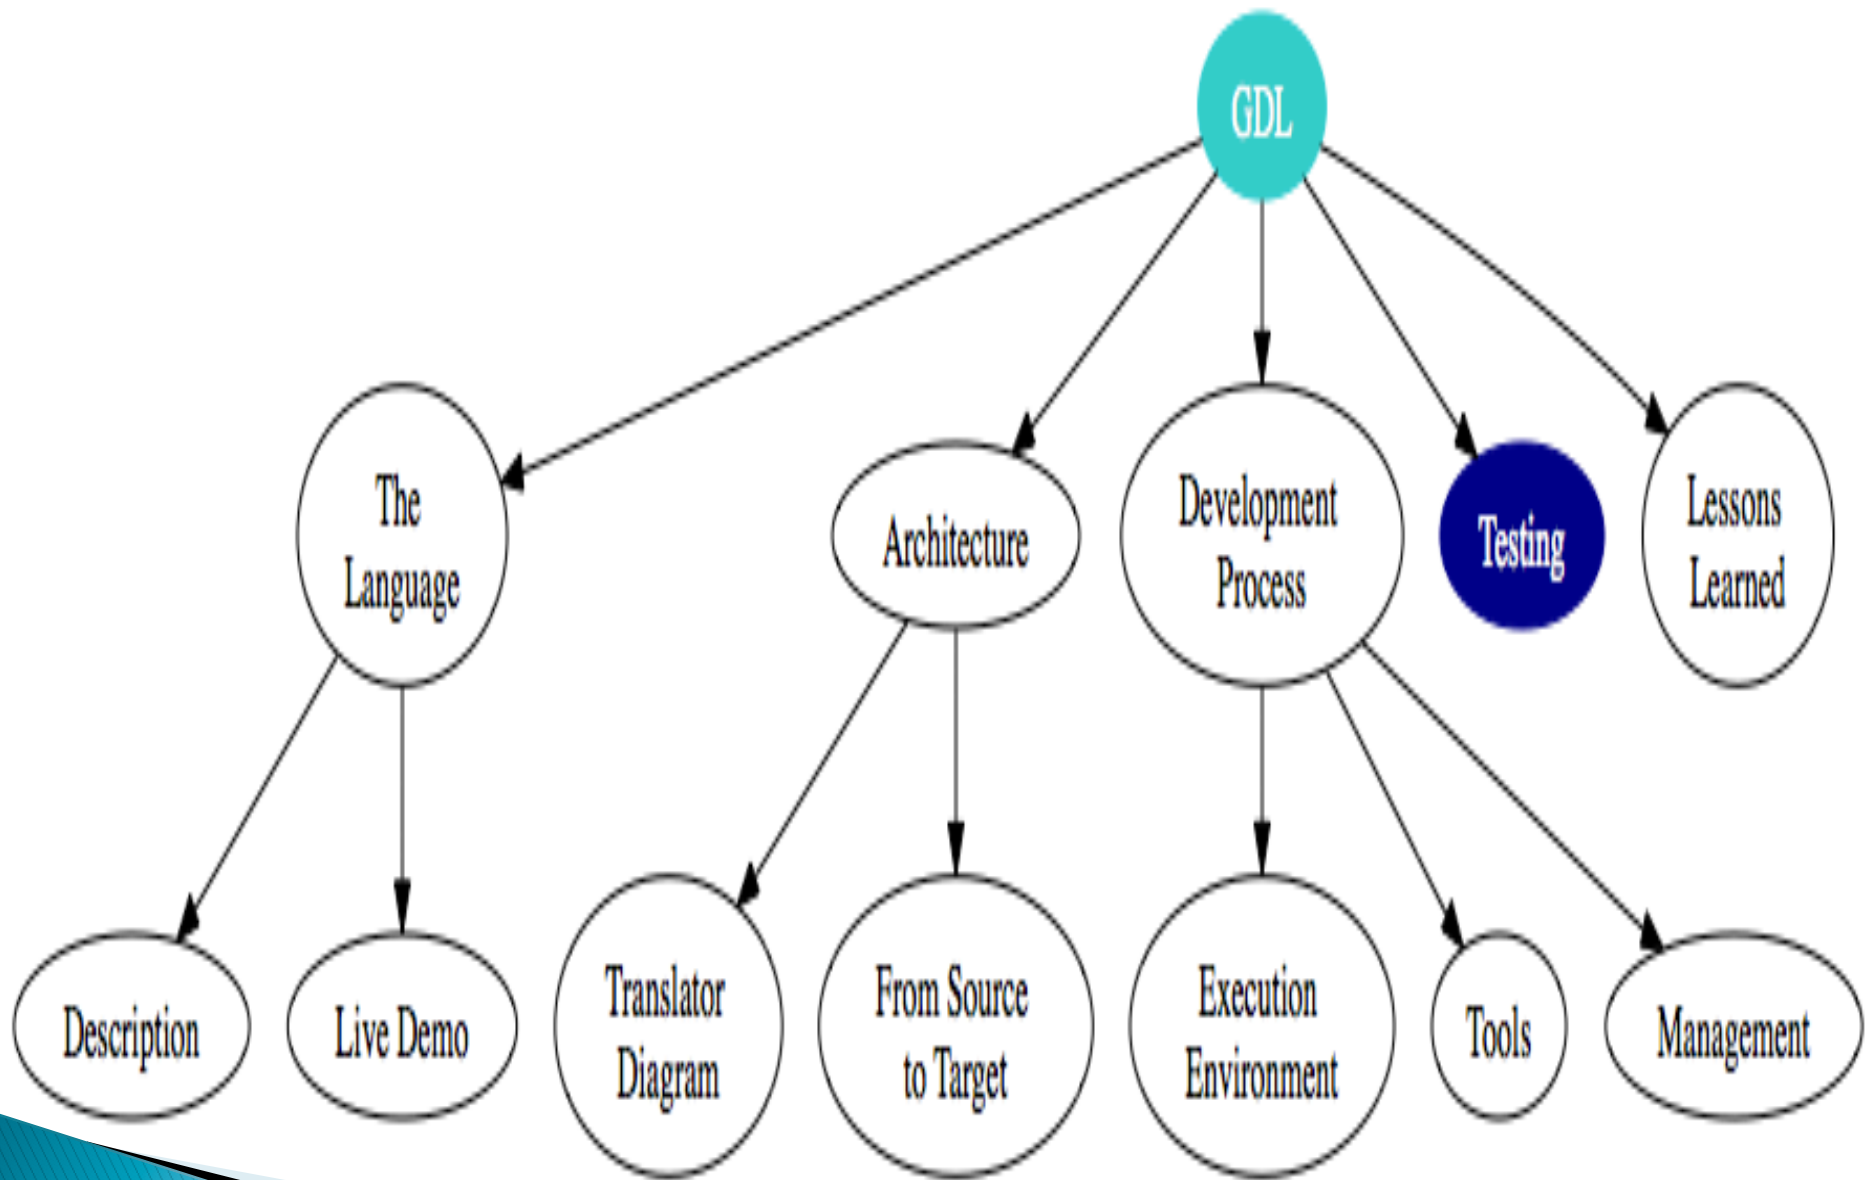 GDL
The
Language
Architecture
Development
Process
Testing
Lessons
Learned
Description
Live Demo
Translator
Diagram
From Source
to Target
Execution
Environment
Tools
Management